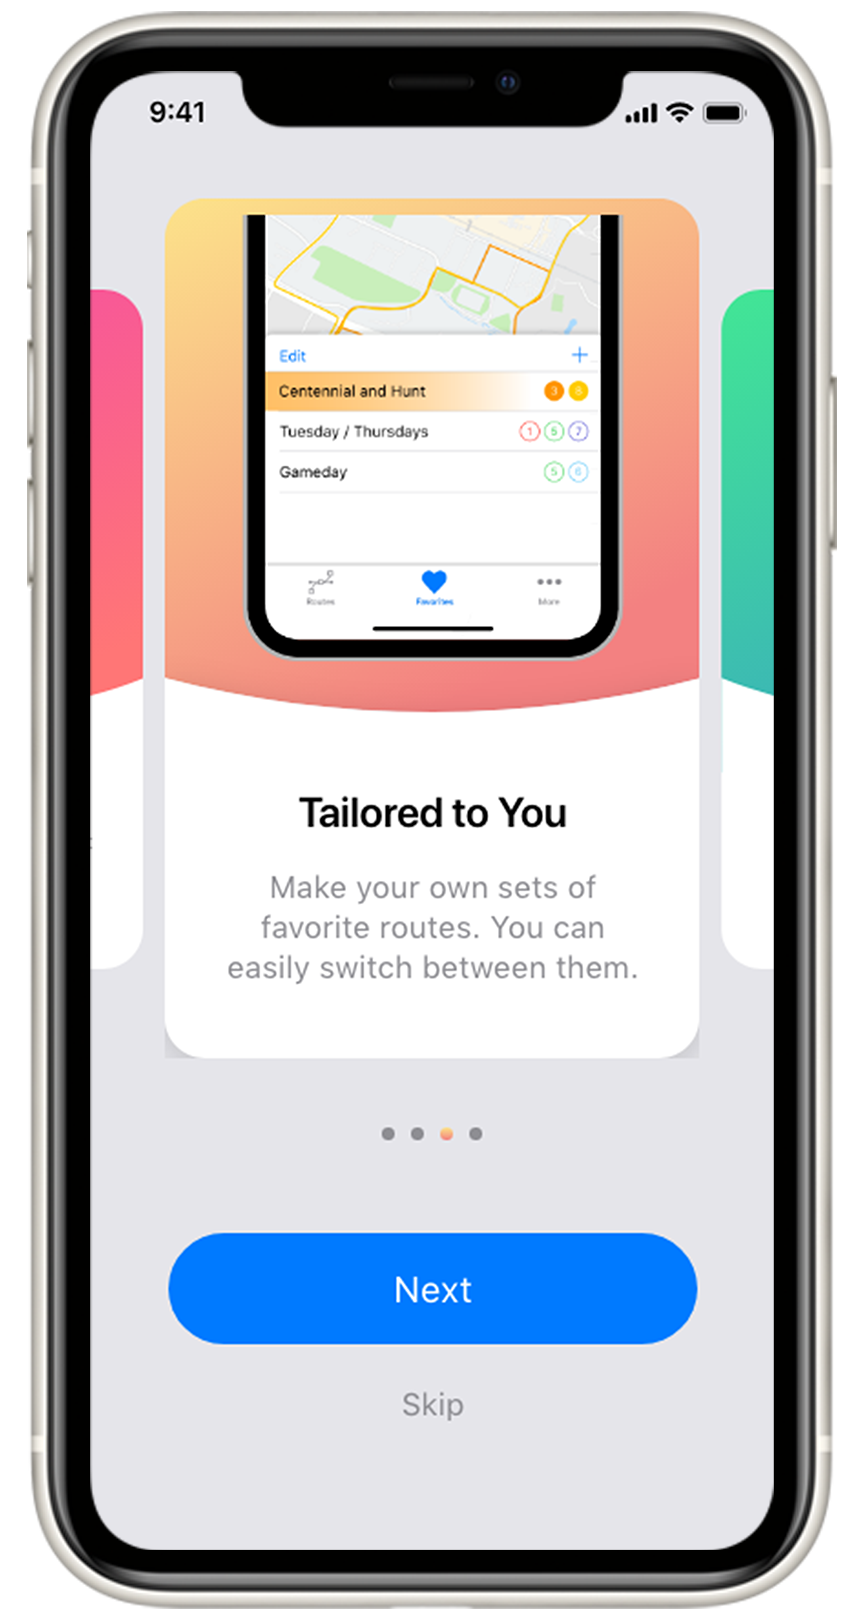 9:41
Edit +
Centennial and Hunt 3 8
Tuesday / Thursdays 1 5 7
Gameday 5 6
Routes Favorites More
Tailored to You
Make your own sets of
favorite routes. You can
easily switch between them.
Next
Skip